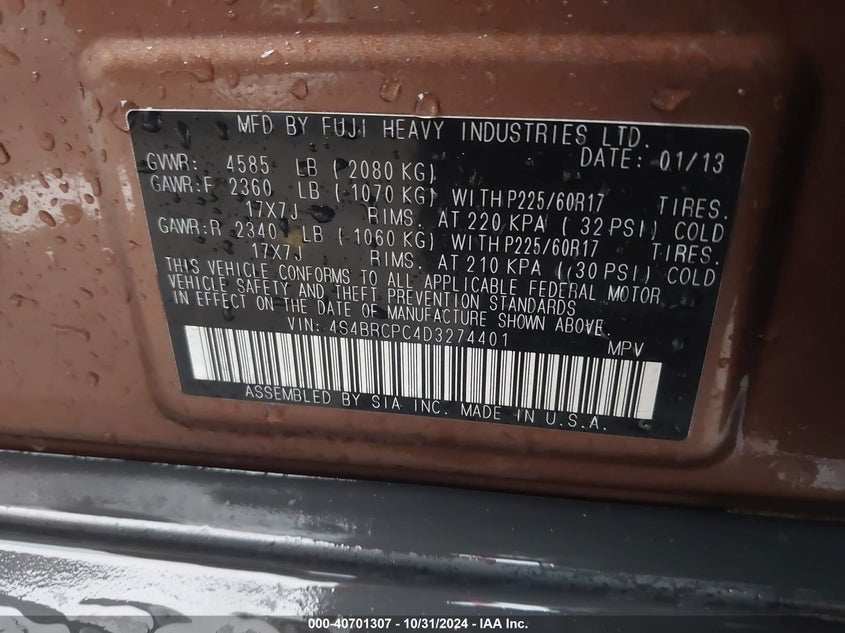 MFD BY FUJI HEAVY INDUSTRIES LTD.
GVWR: 4585 LB (2080 KG) DATE: 01/13
GAWR:F 2360 LB (-1070 KG) WITH P225/60R17 TIRES.
17X7J RIMS. AT 220 KPA ( 32 PSI) COLD
GAWR:R 2340 LB (-1060 KG) WITH P225/60R17 TIRES.
17X7J RIMS. AT 210 KPA ((30 PSI) COLD
THIS VEHICLE CONFORMS TO ALL APPLICABLE FEDERAL MOTOR
VEHICLE SAFETY AND THEFT PREVENTION STANDARDS
IN EFFECT ON THE DATE OF MANUFACTURE SHOWN ABOVE.
VIN: 4S4BRCPC4D3274401 MPV
ASSEMBLED BY SIA INC. MADE IN U.S.A.
000-40701307 - 10/31/2024 - IAA Inc.